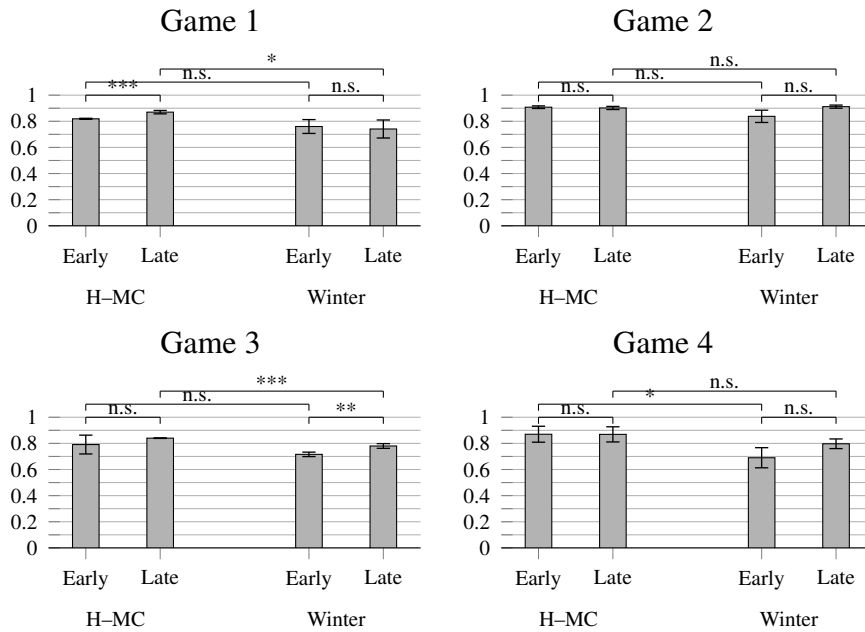 Game 1
*
n.s.
***
n.s.
1
0.8
0.6
0.4
0.2
0
Early Late Early Late
H–MC Winter
Game 2
n.s.
n.s.
n.s.
n.s.
1
0.8
0.6
0.4
0.2
0
Early Late Early Late
H–MC Winter
Game 3
***
n.s.
n.s.
**
1
0.8
0.6
0.4
0.2
0
Early Late Early Late
H–MC Winter
Game 4
n.s.
*
n.s.
n.s.
1
0.8
0.6
0.4
0.2
0
Early Late Early Late
H–MC Winter